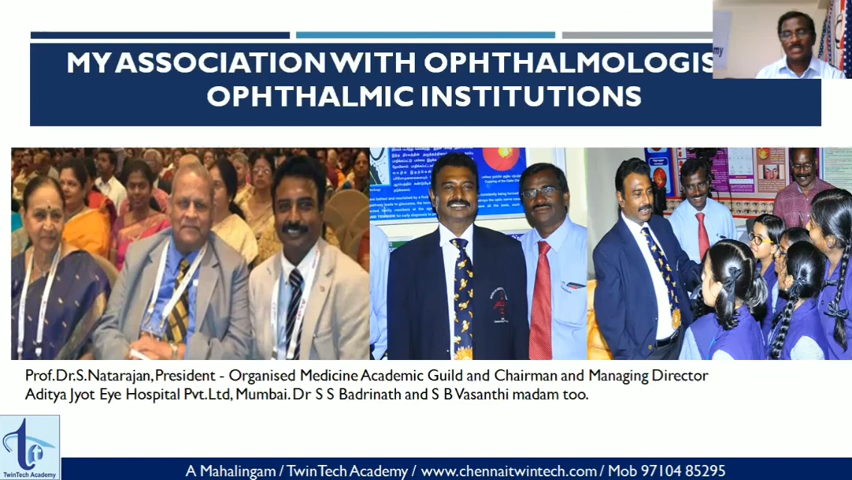 MY ASSOCIATION WITH OPHTHALMOLOGIS
OPHTHALMIC INSTITUTIONS
Prof.Dr.S.Natarajan, President - Organised Medicine Academic Guild and Chairman and Managing Director
Aditya Jyot Eye Hospital Pvt.Ltd, Mumbai. Dr S S Badrinath and S B Vasanthi madam too.
TwinTech Academy
A Mahalingam / TwinTech Academy / www.chennaitwintech.com / Mob 97104 85295